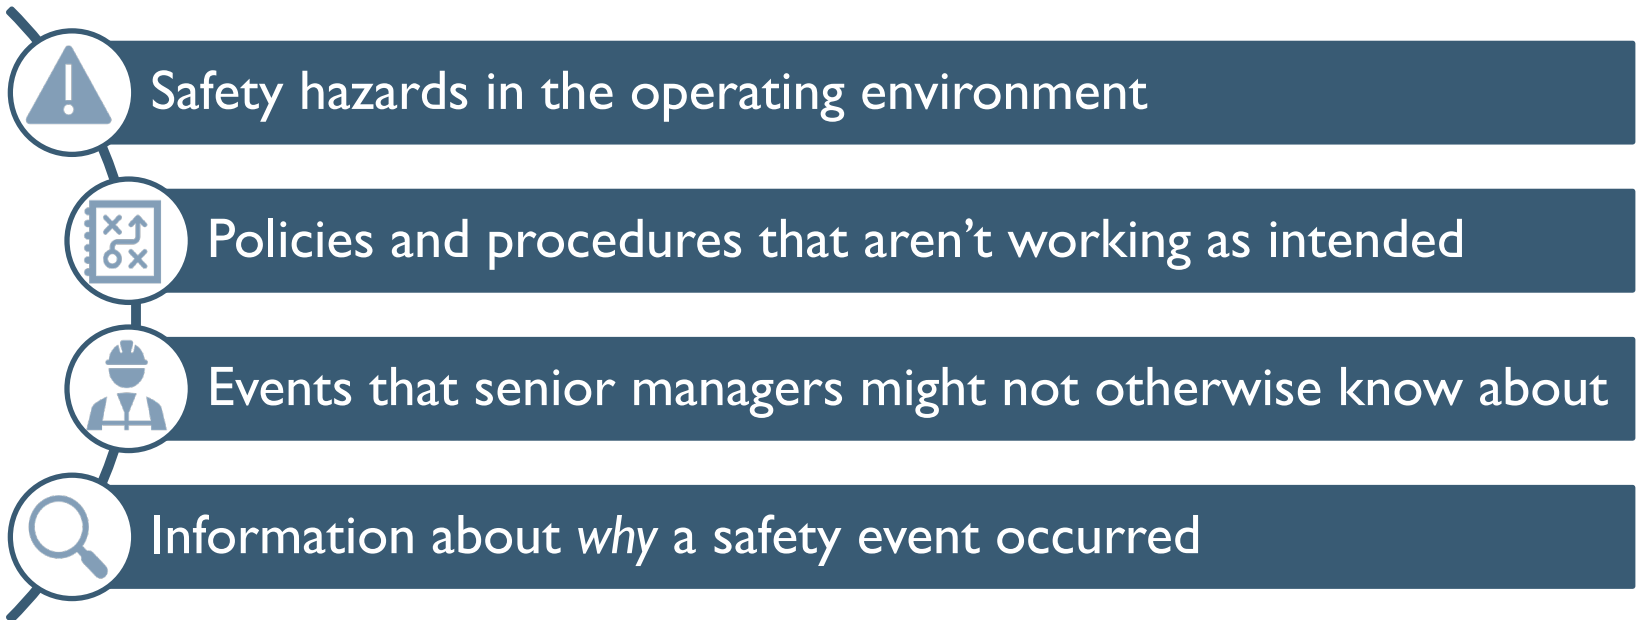 Safety hazards in the operating environment
Policies and procedures that aren’t working as intended
Events that senior managers might not otherwise know about
Information about why a safety event occurred